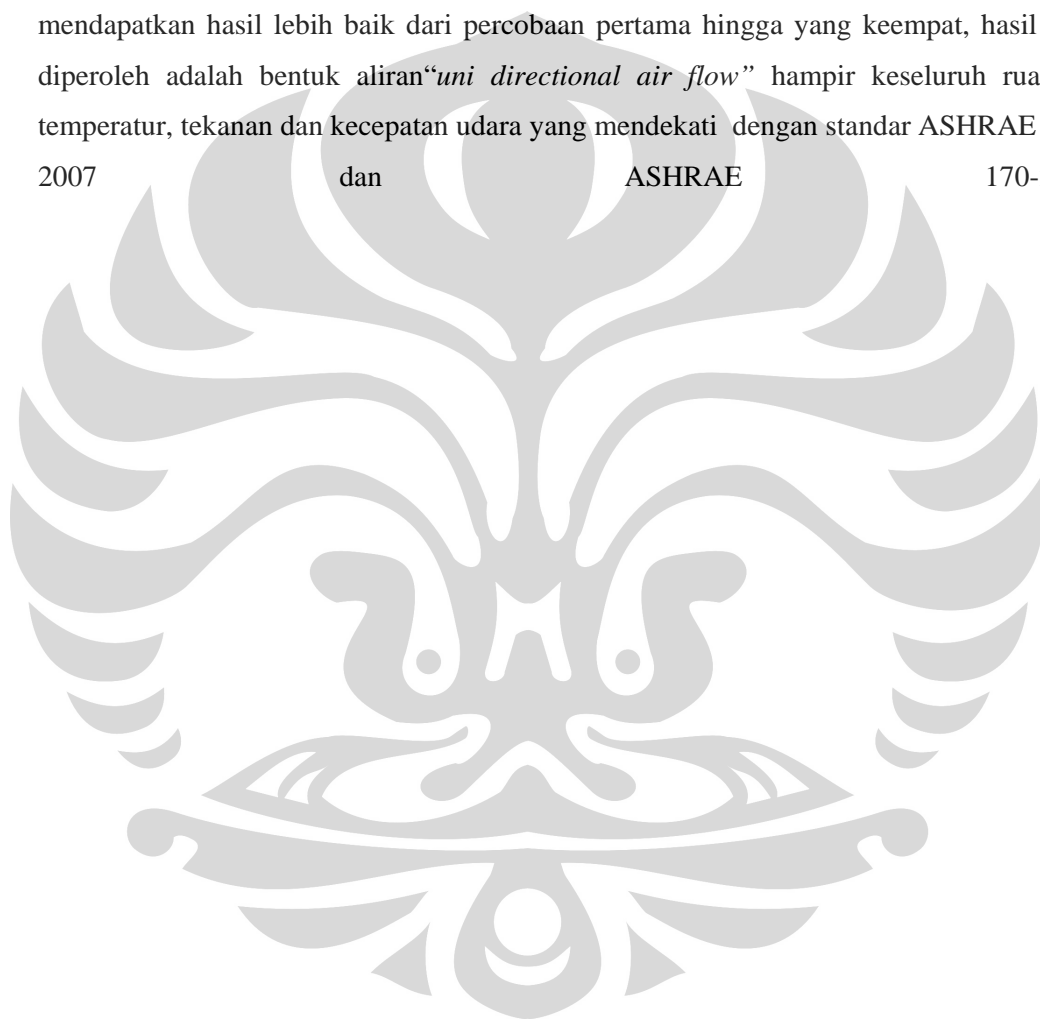 mendapatkan hasil lebih baik dari percobaan pertama hingga yang keempat, hasil
diperoleh adalah bentuk aliran“uni directional air flow” hampir keseluruh rua
temperatur, tekanan dan kecepatan udara yang mendekati dengan standar ASHRAE
2007 dan ASHRAE 170-